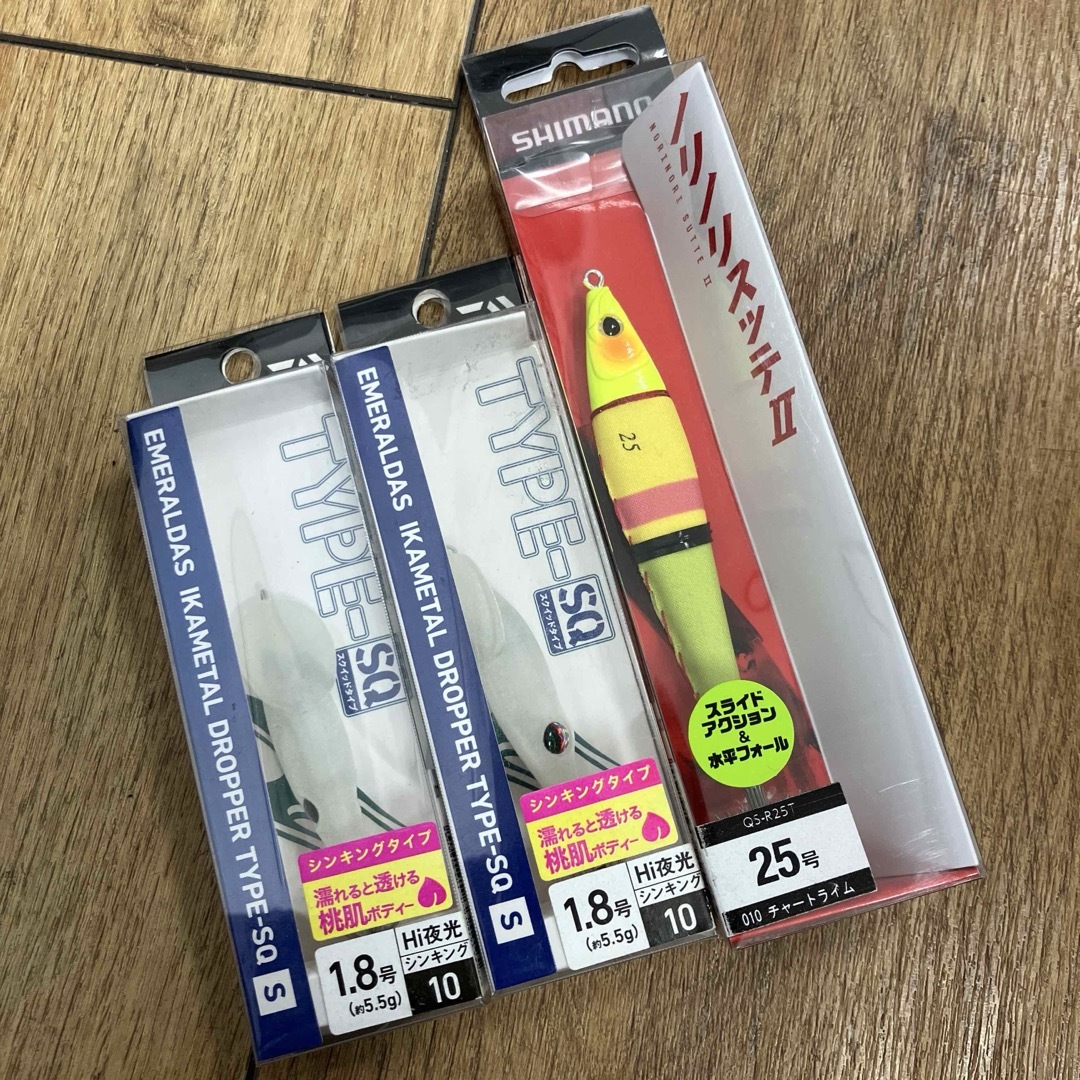 EMERALDAS IKAMETAL DROPPER TYPE-SQ S
TYPE-SQ
スクイッドタイプ
シンキングタイプ
濡れると透ける
桃肌ボディー
1.8号
(約5.5g)
Hi夜光
シンキング
10
EMERALDAS IKAMETAL DROPPER TYPE-SQ S
TYPE-SQ
スクイッドタイプ
シンキングタイプ
濡れると透ける
桃肌ボディー
1.8号
(約5.5g)
Hi夜光
シンキング
10
SHIMANO
ノリノリスッテII
NORINORI SUTTE II
25
スライド
アクション
&
水平フォール
QS-R25T
25号
010 チャートライム